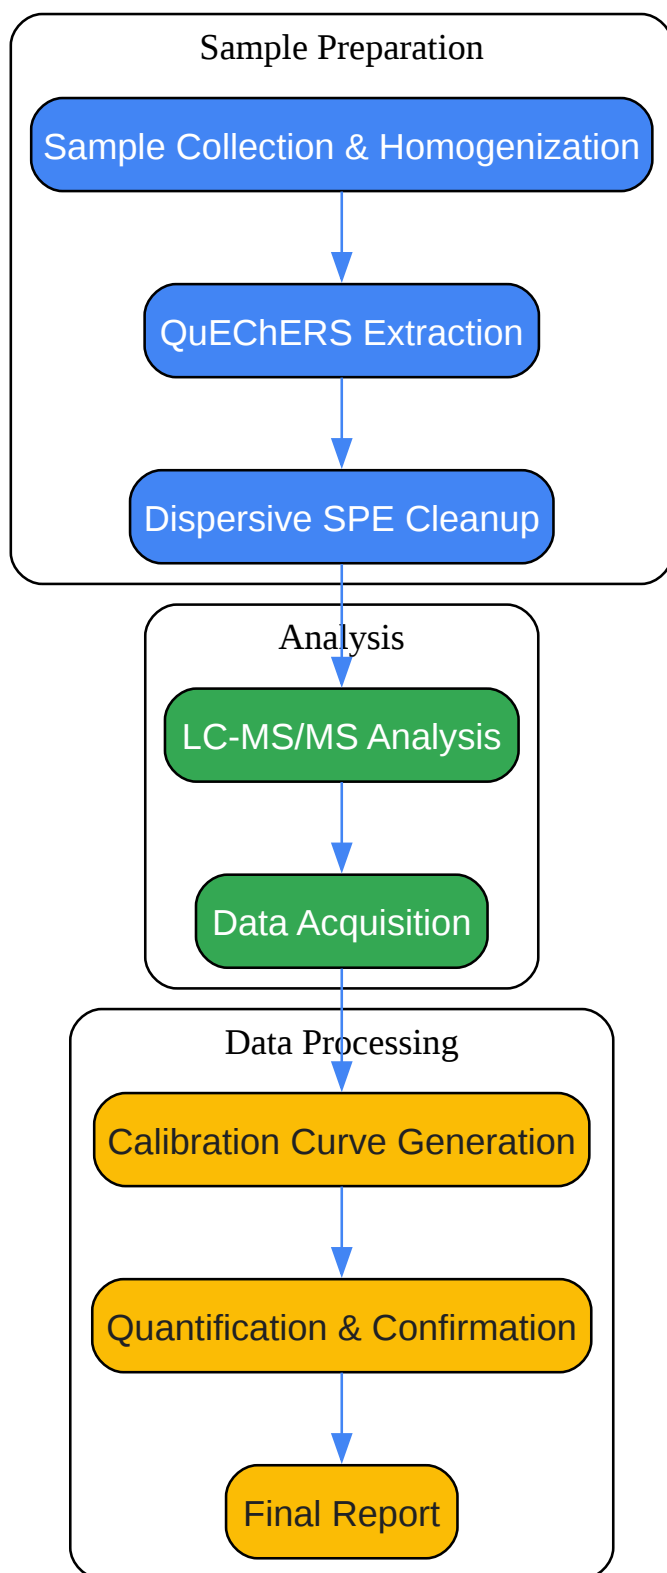 Sample Preparation
Sample Collection & Homogenization
QuEChERS Extraction
Dispersive SPE Cleanup
Analysis
LC-MS/MS Analysis
Data Acquisition
Data Processing
Calibration Curve Generation
Quantification & Confirmation
Final Report